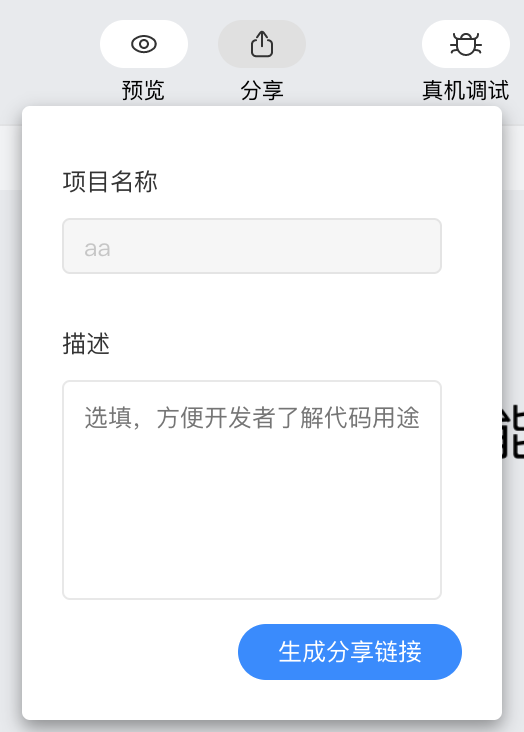 预览 分享 真机调试
项目名称
aa
描述
选填，方便开发者了解代码用途
能
生成分享链接